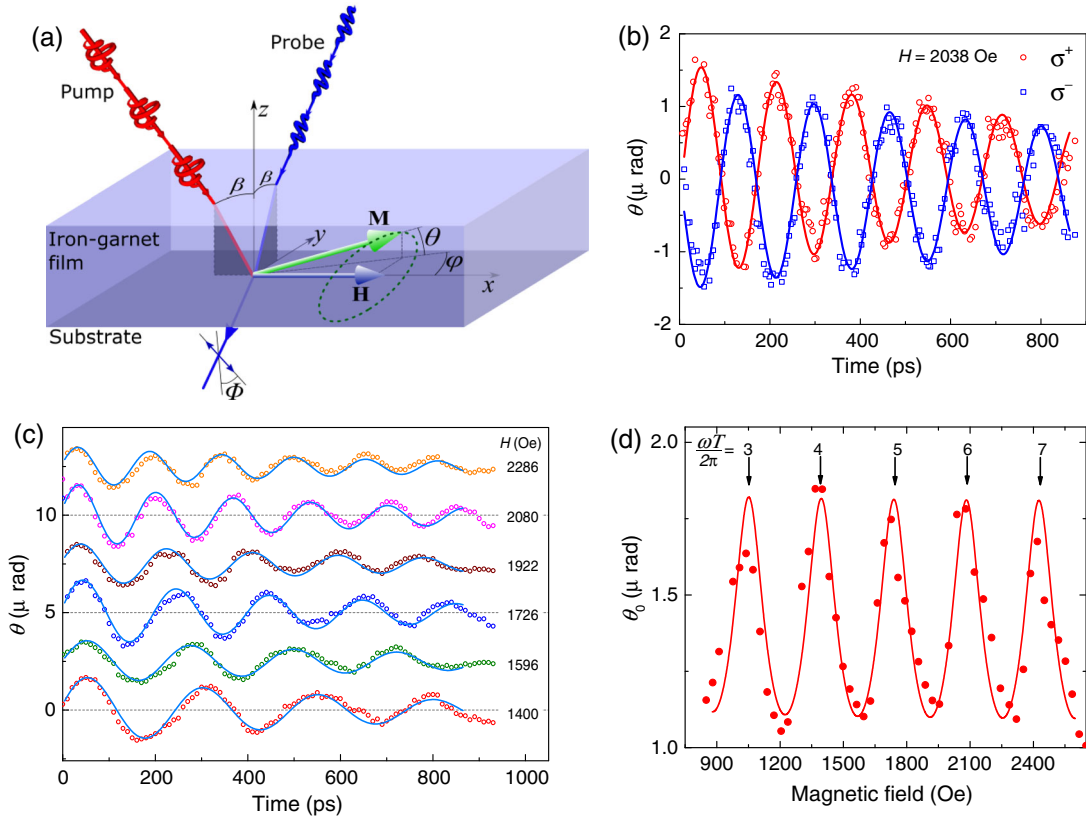 (a)
Pump
Probe
z
β
β
M
y
θ
φ
x
H
Iron-garnet
film
Substrate
Φ
(b)
H = 2038 Oe
σ⁺
σ⁻
2
1
0
-1
-2
θ (μ rad)
0 200 400 600 800
Time (ps)
(c)
H (Oe)
2286
2080
1922
1726
1596
1400
10
5
0
θ (μ rad)
0 200 400 600 800 1000
Time (ps)
(d)
ωT/2π = 3 4 5 6 7
2.0
1.5
1.0
θ₀ (μ rad)
900 1200 1500 1800 2100 2400
Magnetic field (Oe)